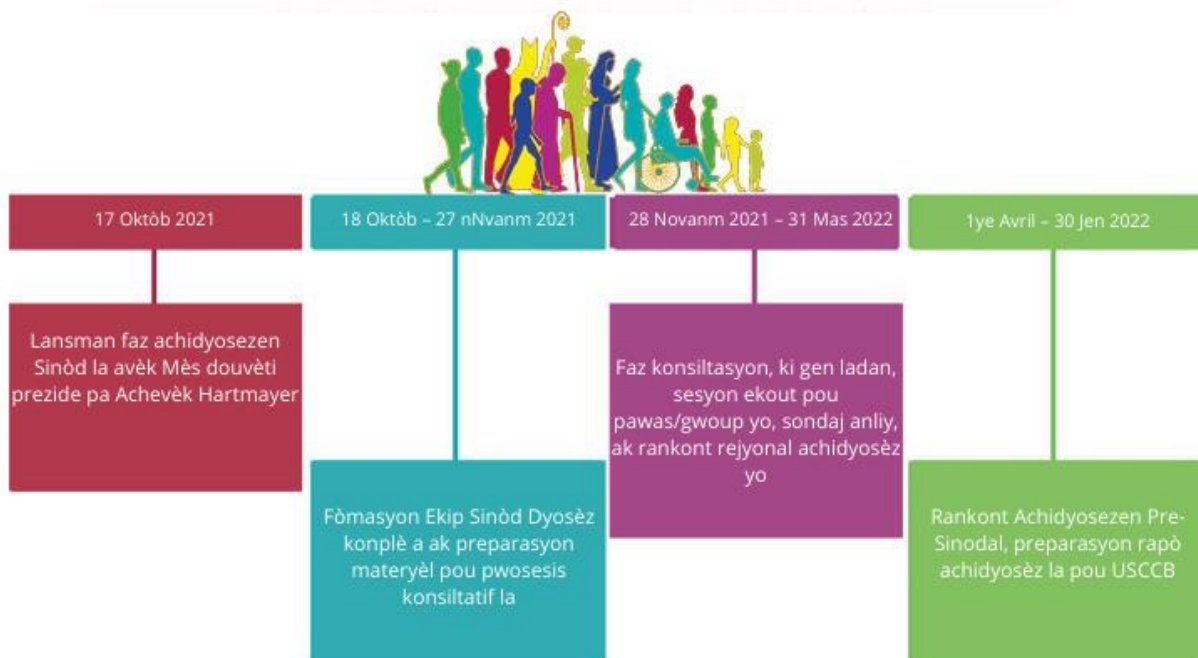 17 Oktòb 2021
18 Oktòb – 27 nNvanm 2021
28 Novanm 2021 – 31 Mas 2022
1ye Avril – 30 Jen 2022
Lansman faz achidyosezen
Sinòd la avèk Mès douvèti
prezide pa Achevèk Hartmayer
Fòmasyon Ekip Sinòd Dyosèz
konplè a ak preparasyon
materyèl pou pwosesis
konsiltatif la
Faz konsiltasyon, ki gen ladan,
sesyon ekout pou
pawas/gwoup yo, sondaj anliy,
ak rankont rejyonal achidyosèz
yo
Rankont Achidyosezen Pre-
Sinodal, preparasyon rapò
achidyosèz la pou USCCB